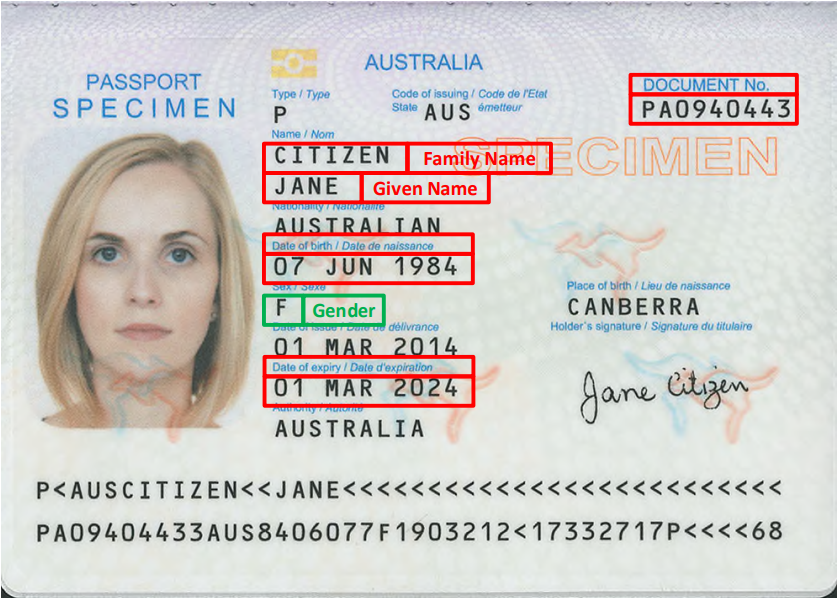 AUSTRALIA
PASSPORT
SPECIMEN
Type / Type
Code of issuing / Code de l'Etat
State émetteur
P
AUS
DOCUMENT No.
PA0940443
Name / Nom
CITIZEN Family Name
SPECIMEN
JANE Given Name
Nationality / Nationalité
AUSTRALIAN
Date of birth / Date de naissance
07 JUN 1984
Sex / Sexe
Place of birth / Lieu de naissance
F Gender
CANBERRA
Date of issue / Date de délivrance
Holder's signature / Signature du titulaire
01 MAR 2014
Date of expiry / Date d'expiration
01 MAR 2024
Jane Citizen
Authority / Autorité
AUSTRALIA
P<AUSCITIZEN<<JANE<<<<<<<<<<<<<<<<<<<<<<<<<<
PA09404433AUS8406077F1903212<17332717P<<<<68